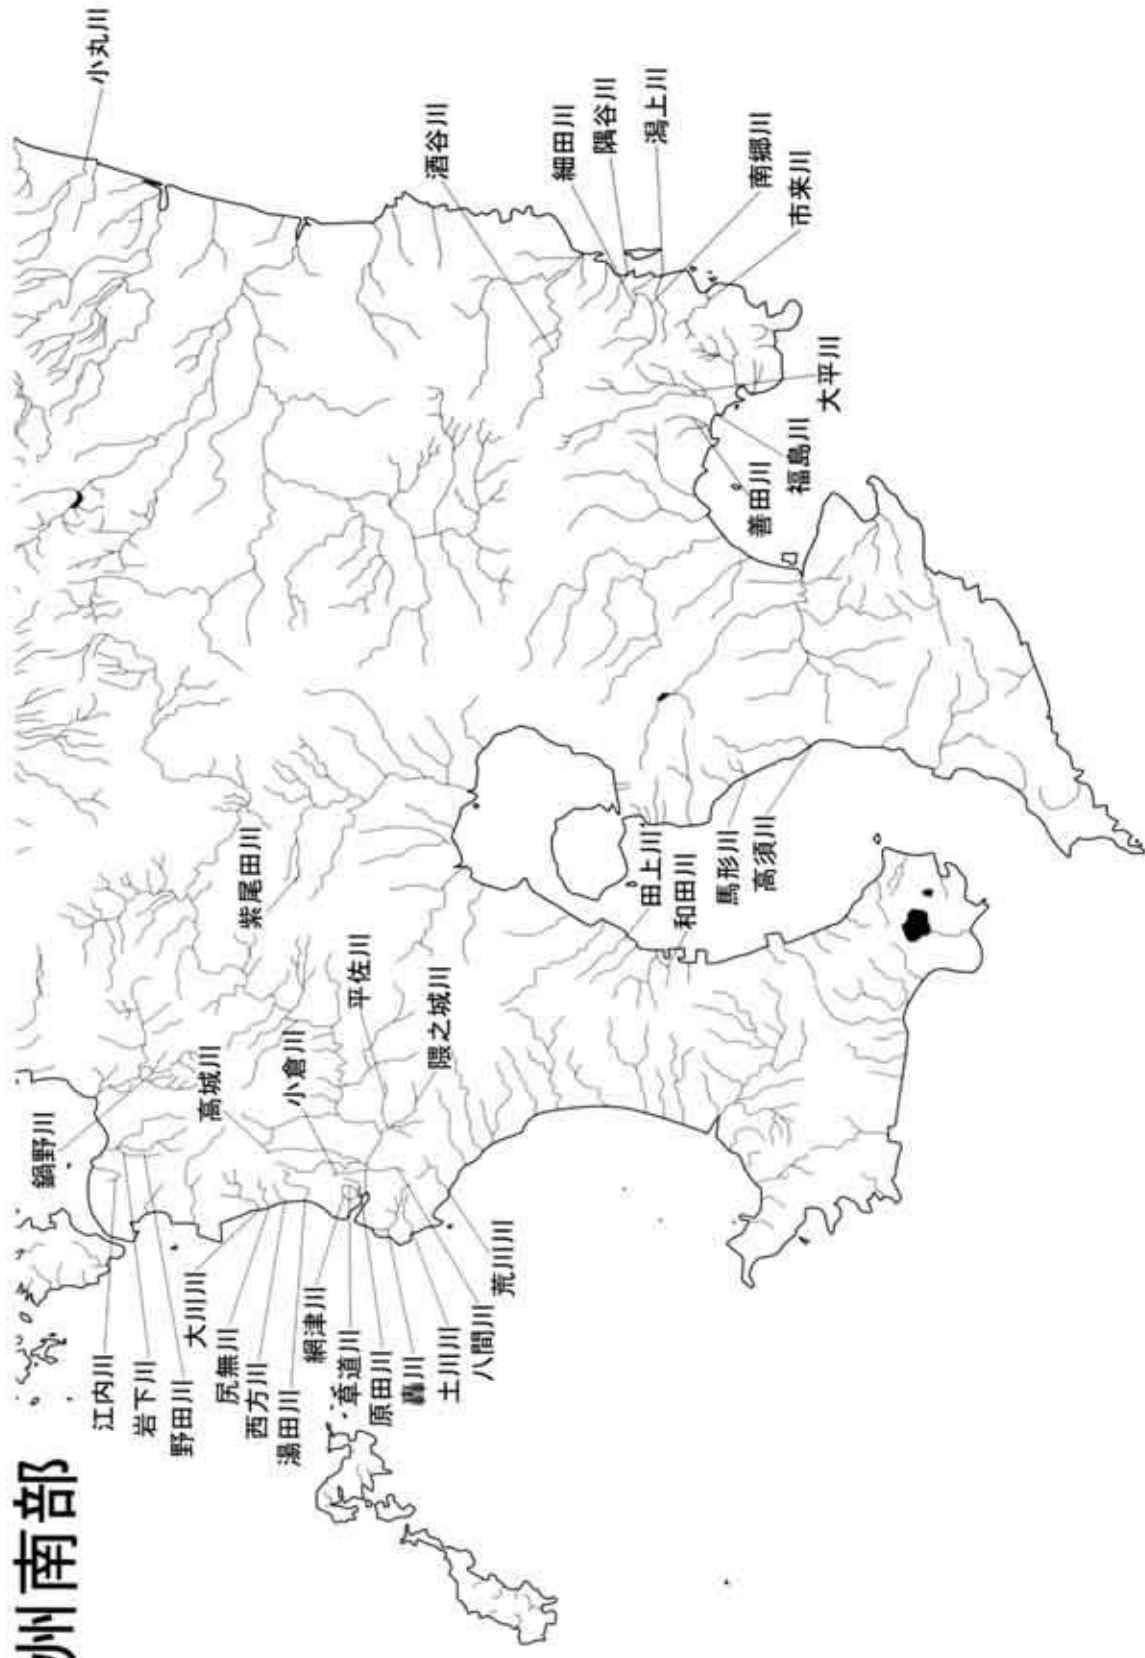 州南部
小丸川
酒谷川
細田川
隅谷川
潟上川
南郷川
市来川
大平川
福島川
善田川
鍋野川
紫尾田川
高城川
小倉川
平佐川
隈之城川
田上川
和田川
馬形川
高須川
江内川
岩下川
野田川
大川川
尻無川
西方川
湯田川
網津川
草道川
原田川
轟川
土川川
八間川
荒川川